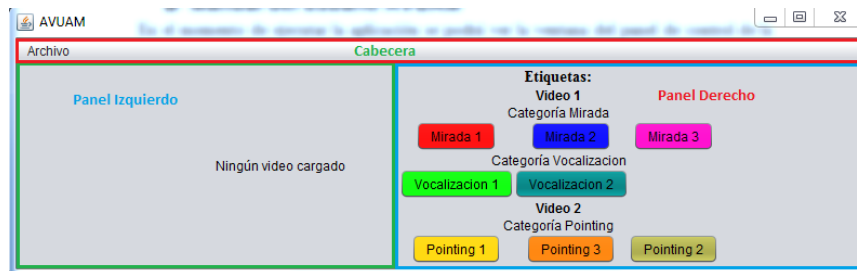 AVUAM
Archivo
Cabecera
Panel Izquierdo
Ningún video cargado
Etiquetas:
Video 1
Panel Derecho
Categoría Mirada
Mirada 1 Mirada 2 Mirada 3
Categoría Vocalizacion
Vocalizacion 1 Vocalizacion 2
Video 2
Categoría Pointing
Pointing 1 Pointing 3 Pointing 2